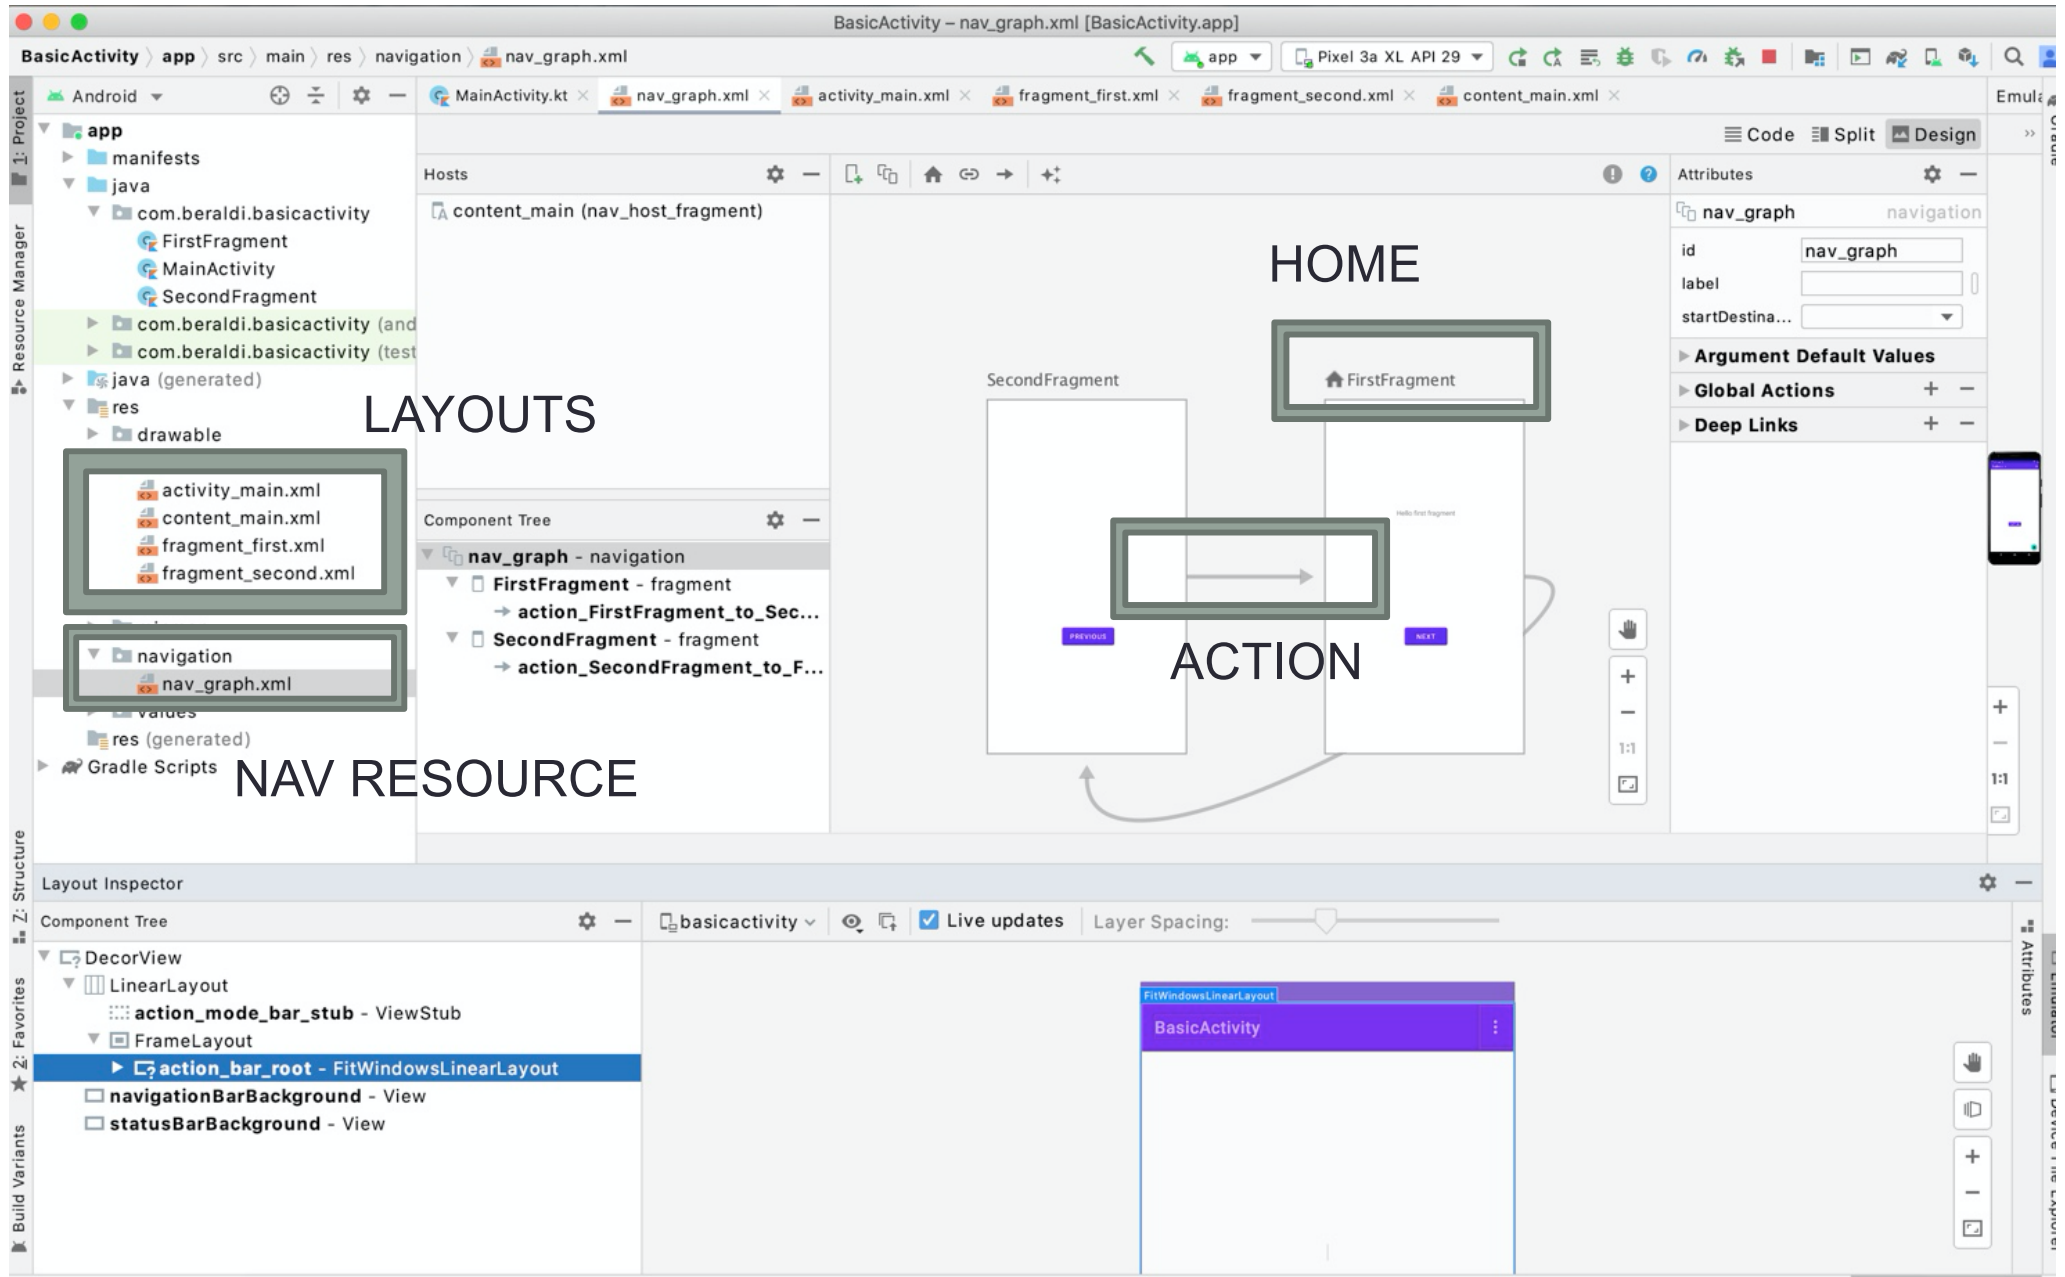 BasicActivity – nav_graph.xml [BasicActivity.app]
BasicActivity app src main res navigation nav_graph.xml
app Pixel 3a XL API 29
1: Project
Resource Manager
Z: Structure
2: Favorites
Build Variants
Android
app
manifests
java
com.beraldi.basicactivity
FirstFragment
MainActivity
SecondFragment
com.beraldi.basicactivity (and
com.beraldi.basicactivity (test
java (generated)
res
drawable
LAYOUTS
activity_main.xml
content_main.xml
fragment_first.xml
fragment_second.xml
navigation
nav_graph.xml
values
res (generated)
Gradle Scripts
NAV RESOURCE
MainActivity.kt nav_graph.xml activity_main.xml fragment_first.xml fragment_second.xml content_main.xml
Code Split Design
Hosts
content_main (nav_host_fragment)
Component Tree
nav_graph - navigation
FirstFragment - fragment
action_FirstFragment_to_Sec...
SecondFragment - fragment
action_SecondFragment_to_F...
HOME
SecondFragment
FirstFragment
Hello first fragment
PREVIOUS
NEXT
ACTION
1:1
Attributes
nav_graph navigation
id nav_graph
label
startDestina...
Argument Default Values
Global Actions
Deep Links
Emula
1:1
Layout Inspector
Component Tree
basicactivity Live updates Layer Spacing:
DecorView
LinearLayout
action_mode_bar_stub - ViewStub
FrameLayout
action_bar_root - FitWindowsLinearLayout
navigationBarBackground - View
statusBarBackground - View
FitWindowsLinearLayout
BasicActivity
Attributes